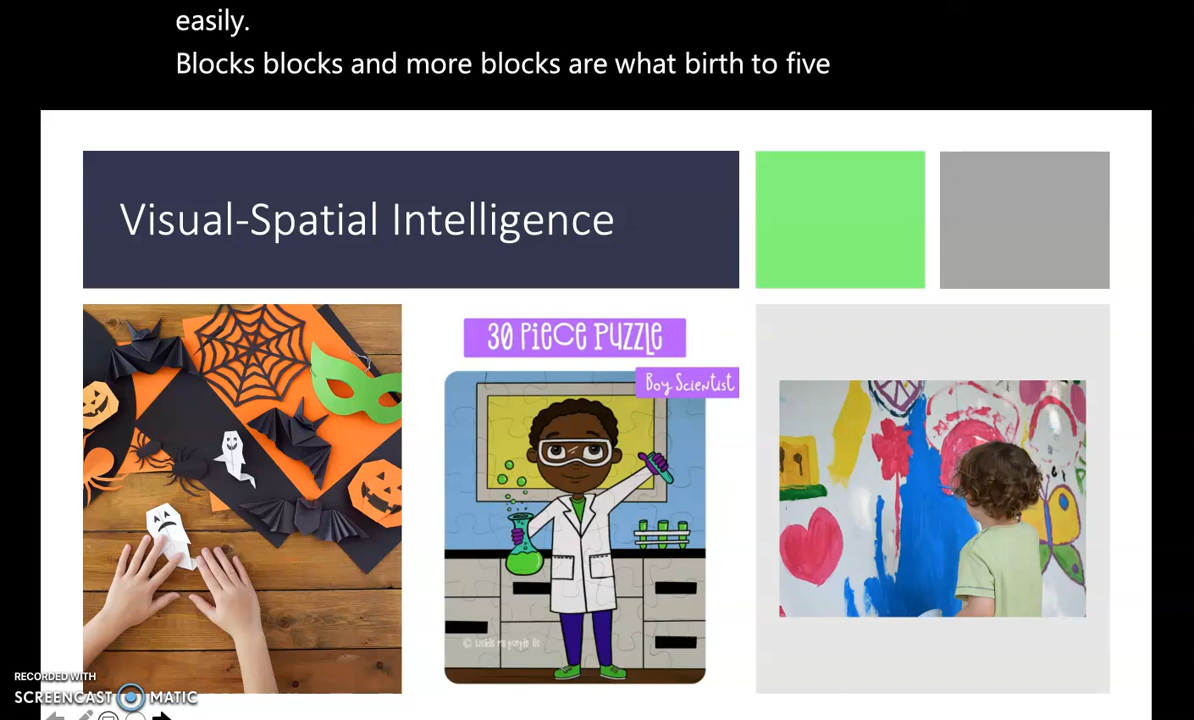 easily.
Blocks blocks and more blocks are what birth to five
Visual-Spatial Intelligence
30 PIECE PUZZLE
Boy Scientist
RECORDED WITH
SCREENCAST MATIC